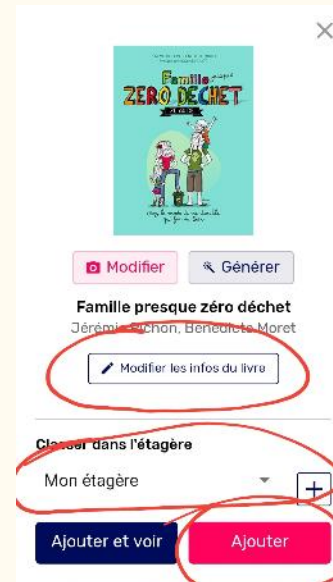 Famille
ZÉRO DÉCHET
Modifier
Générer
Famille presque zéro déchet
Jérémie Pichon, Bénédicte Moret
Modifier les infos du livre
Classer dans l'étagère
Mon étagère
Ajouter et voir
Ajouter